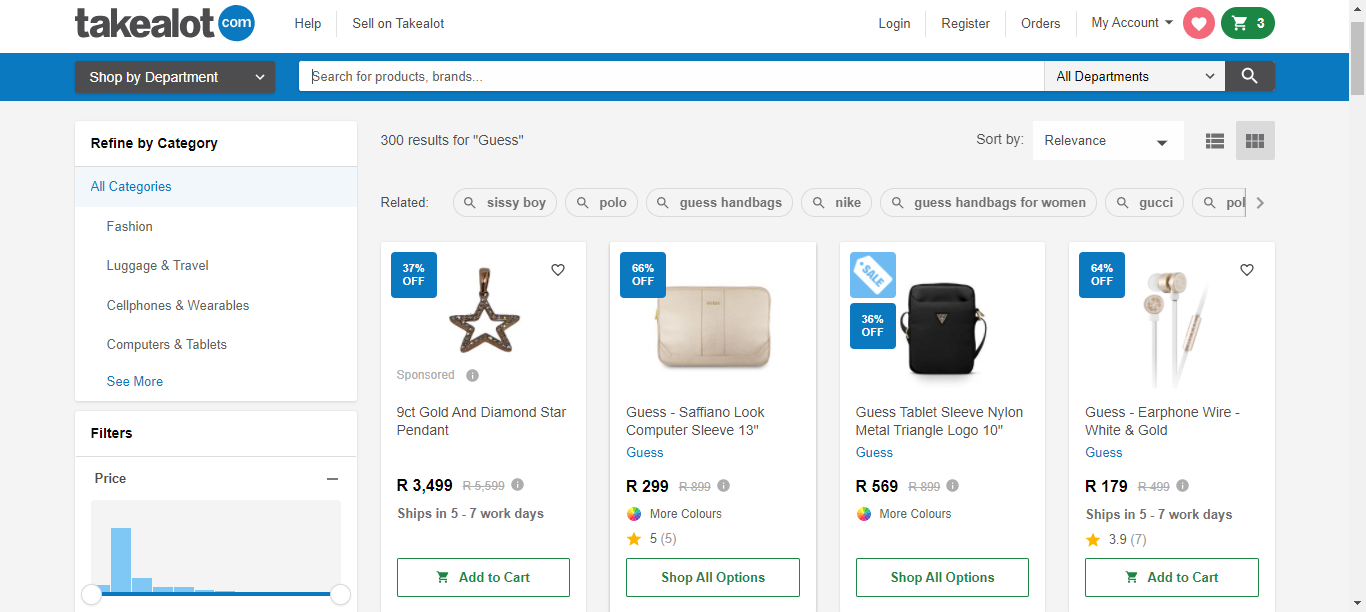 takealot com
Help
Sell on Takealot
Login
Register
Orders
My Account
3
Shop by Department
Search for products, brands...
All Departments
Refine by Category
All Categories
Fashion
Luggage & Travel
Cellphones & Wearables
Computers & Tablets
See More
Filters
Price
300 results for "Guess"
Sort by:
Relevance
Related:
sissy boy
polo
guess handbags
nike
guess handbags for women
gucci
pol
37%
OFF
Sponsored
9ct Gold And Diamond Star
Pendant
R 3,499 R 5,599
Ships in 5 - 7 work days
Add to Cart
66%
OFF
Guess - Saffiano Look
Computer Sleeve 13"
Guess
R 299 R 899
More Colours
5 (5)
Shop All Options
SALE
36%
OFF
Guess Tablet Sleeve Nylon
Metal Triangle Logo 10"
Guess
R 569 R 899
More Colours
Shop All Options
64%
OFF
Guess - Earphone Wire -
White & Gold
Guess
R 179 R 499
Ships in 5 - 7 work days
3.9 (7)
Add to Cart